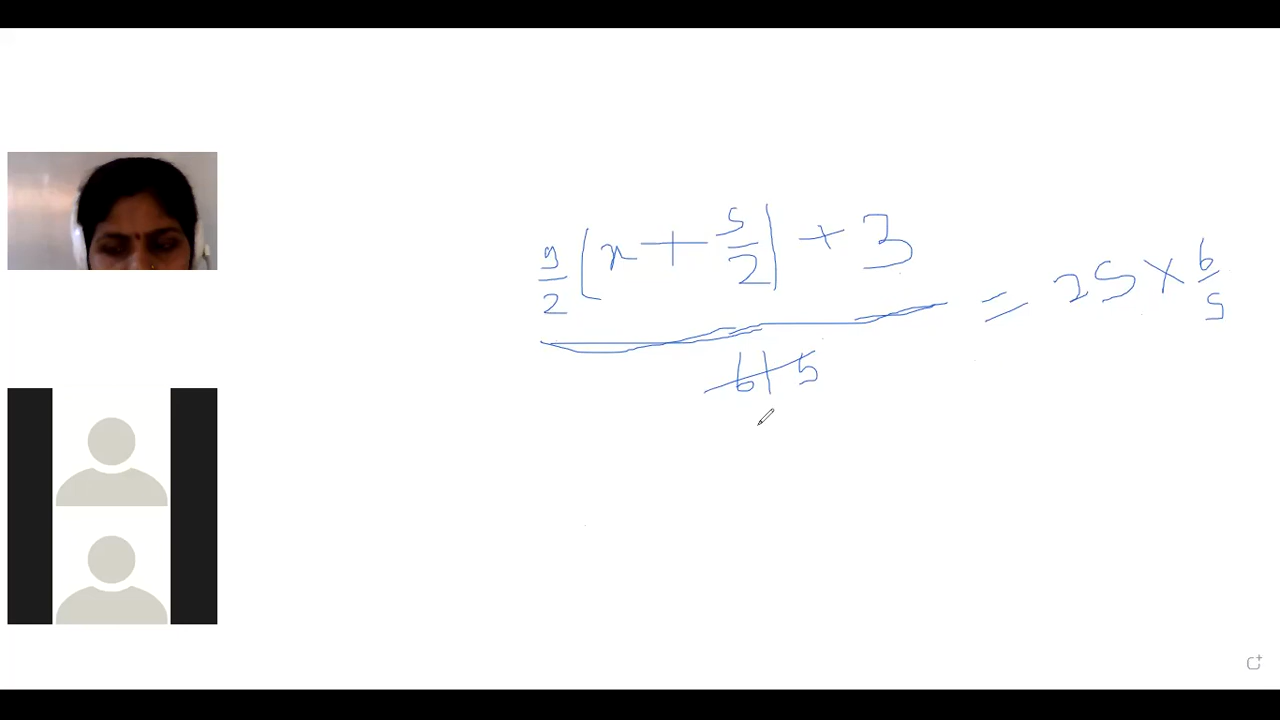 9/2 (x + 5/2) + 3 = 25 × 6/5
6/5